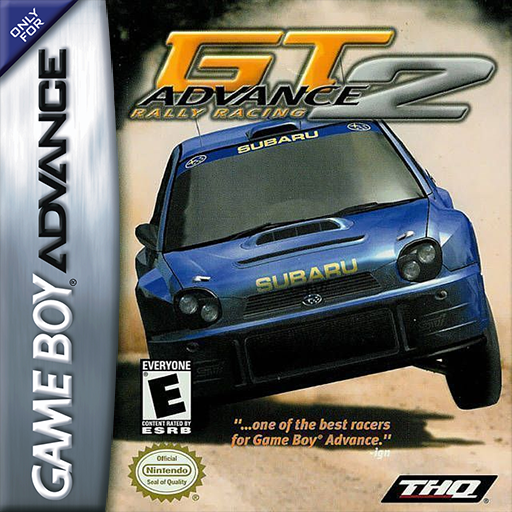 ONLY
FOR
GAME BOY ADVANCE®
GT
ADVANCE 2
RALLY RACING
SUBARU
SUBARU
EVERYONE
E
CONTENT RATED BY
ESRB
"...one of the best racers
for Game Boy® Advance."
-ign
Official
Nintendo
Seal of Quality
THQ®